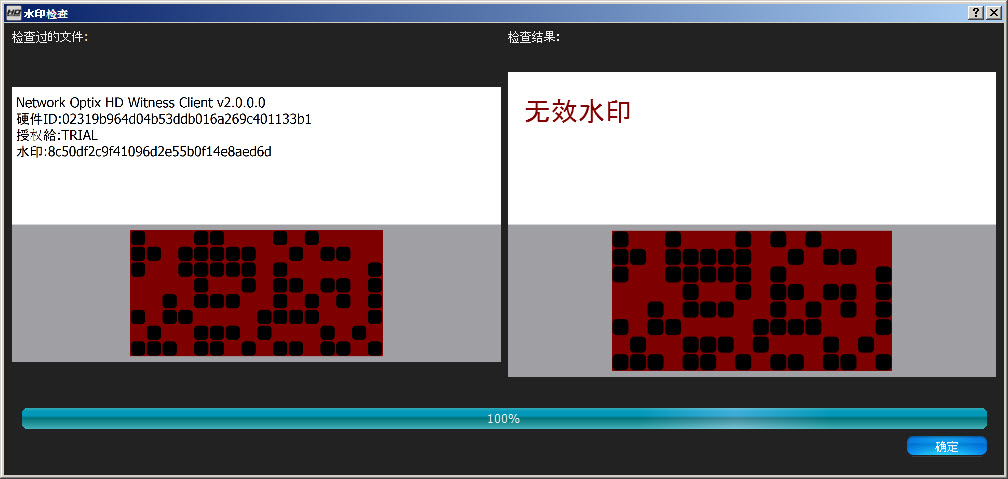 HD 水印检查
检查过的文件:
检查结果:
Network Optix HD Witness Client v2.0.0.0
硬件ID:02319b964d04b53ddb016a269c401133b1
授权給:TRIAL
水印:8c50df2c9f41096d2e55b0f14e8aed6d
无效水印
100%
确定